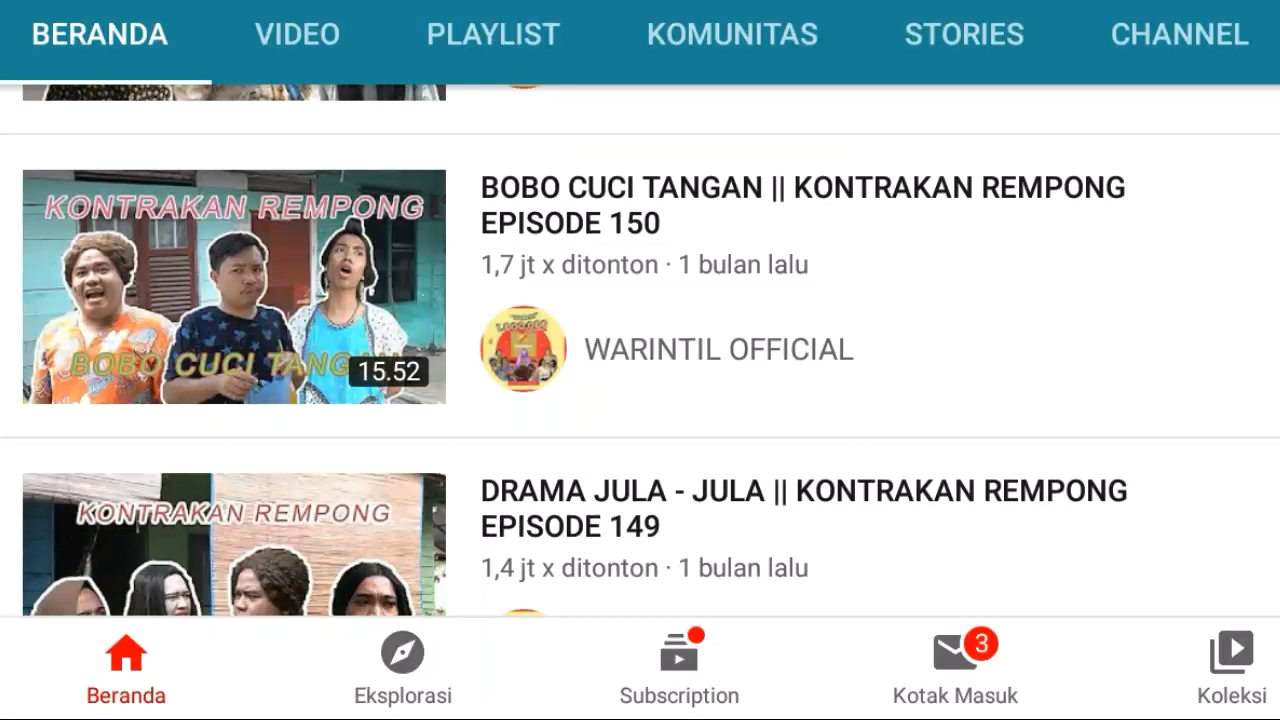 BERANDA
VIDEO
PLAYLIST
KOMUNITAS
STORIES
CHANNEL
KONTRAKAN REMPONG
BOBO CUCI TANG
15.52
BOBO CUCI TANGAN || KONTRAKAN REMPONG
EPISODE 150
1,7 jt x ditonton · 1 bulan lalu
WARINTIL OFFICIAL
KONTRAKAN REMPONG
DRAMA JULA - JULA || KONTRAKAN REMPONG
EPISODE 149
1,4 jt x ditonton · 1 bulan lalu
3
Beranda
Eksplorasi
Subscription
Kotak Masuk
Koleksi